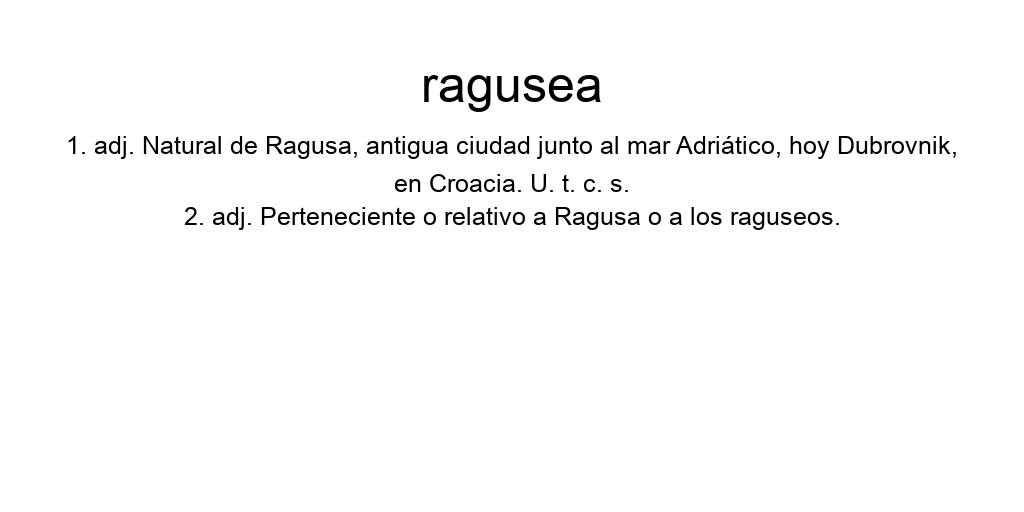 ragusea
1. adj. Natural de Ragusa, antigua ciudad junto al mar Adriático, hoy Dubrovnik,
en Croacia. U. t. c. s.
2. adj. Perteneciente o relativo a Ragusa o a los raguseos.